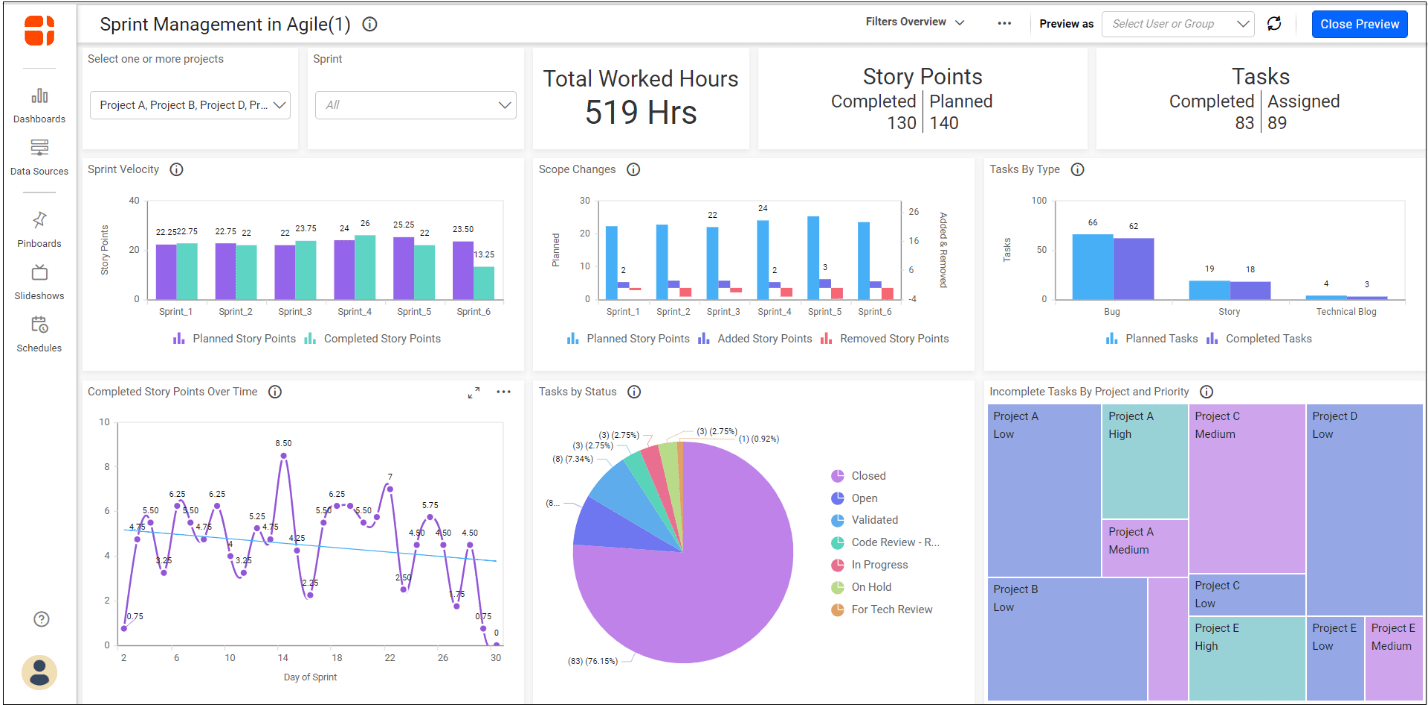 Sprint Management in Agile(1)
Filters Overview
Preview as
Select User or Group
Close Preview
Dashboards
Data Sources
Pinboards
Slideshows
Schedules
Select one or more projects
Project A, Project B, Project D, Pr...
Sprint
All
Total Worked Hours
519 Hrs
Story Points
Completed Planned
130 140
Tasks
Completed Assigned
83 89
Sprint Velocity
Story Points
40
20
0
22.25 22.75 22.75 22 22 23.75 24 26 25.25 22 23.50 13.25
Sprint_1 Sprint_2 Sprint_3 Sprint_4 Sprint_5 Sprint_6
Planned Story Points Completed Story Points
Scope Changes
Planned
30
20
10
0
2 22 24 2 3
26
16
6
-4
Added & Removed
Sprint_1 Sprint_2 Sprint_3 Sprint_4 Sprint_5 Sprint_6
Planned Story Points Added Story Points Removed Story Points
Tasks By Type
Tasks
100
50
0
66 62 19 18 4 3
Bug Story Technical Blog
Planned Tasks Completed Tasks
Completed Story Points Over Time
10
8
6
4
2
0
0.75 4.75 5.50 3.25 6.25 5.50 4.75 6.25 4 3.25 5.25 4.75 8.50 4.25 2.25 5.50 6.25 5.50 7 2.50 4.50 5.75 4.50 1.75 4.50 0.75 0
2 6 10 14 18 22 26 30
Day of Sprint
Tasks by Status
(3) (2.75%)
(3) (2.75%)
(1) (0.92%)
(3) (2.75%)
(8) (7.34%)
(8...
(83) (76.15%)
Closed
Open
Validated
Code Review - R...
In Progress
On Hold
For Tech Review
Incomplete Tasks By Project and Priority
Project A
Low
Project A
High
Project A
Medium
Project B
Low
Project C
Medium
Project C
Low
Project D
Low
Project E
High
Project E
Low
Project E
Medium